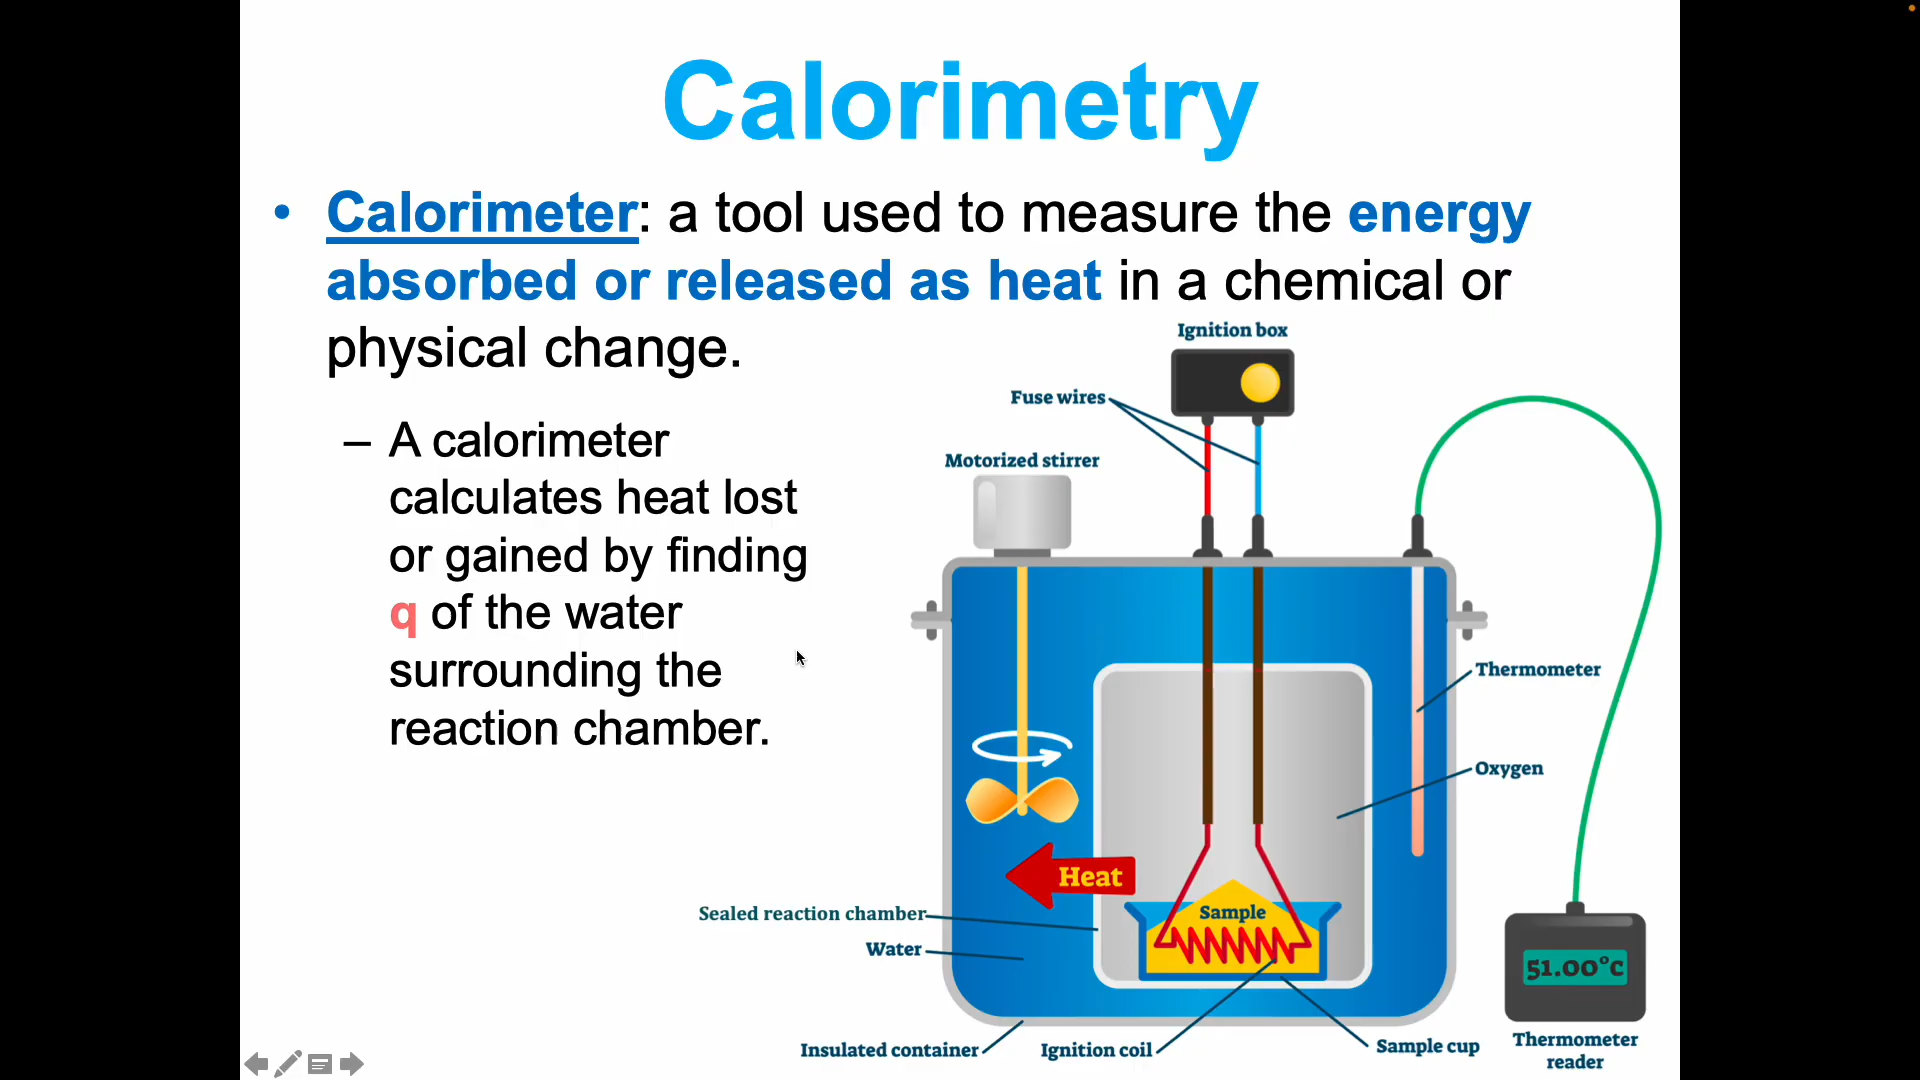 Calorimetry
• Calorimeter: a tool used to measure the energy
absorbed or released as heat in a chemical or
physical change.
– A calorimeter
calculates heat lost
or gained by finding
q of the water
surrounding the
reaction chamber.
Ignition box
Fuse wires
Motorized stirrer
Thermometer
Oxygen
Heat
Sample
Sealed reaction chamber
Water
51.00°C
Insulated container
Ignition coil
Sample cup
Thermometer
reader